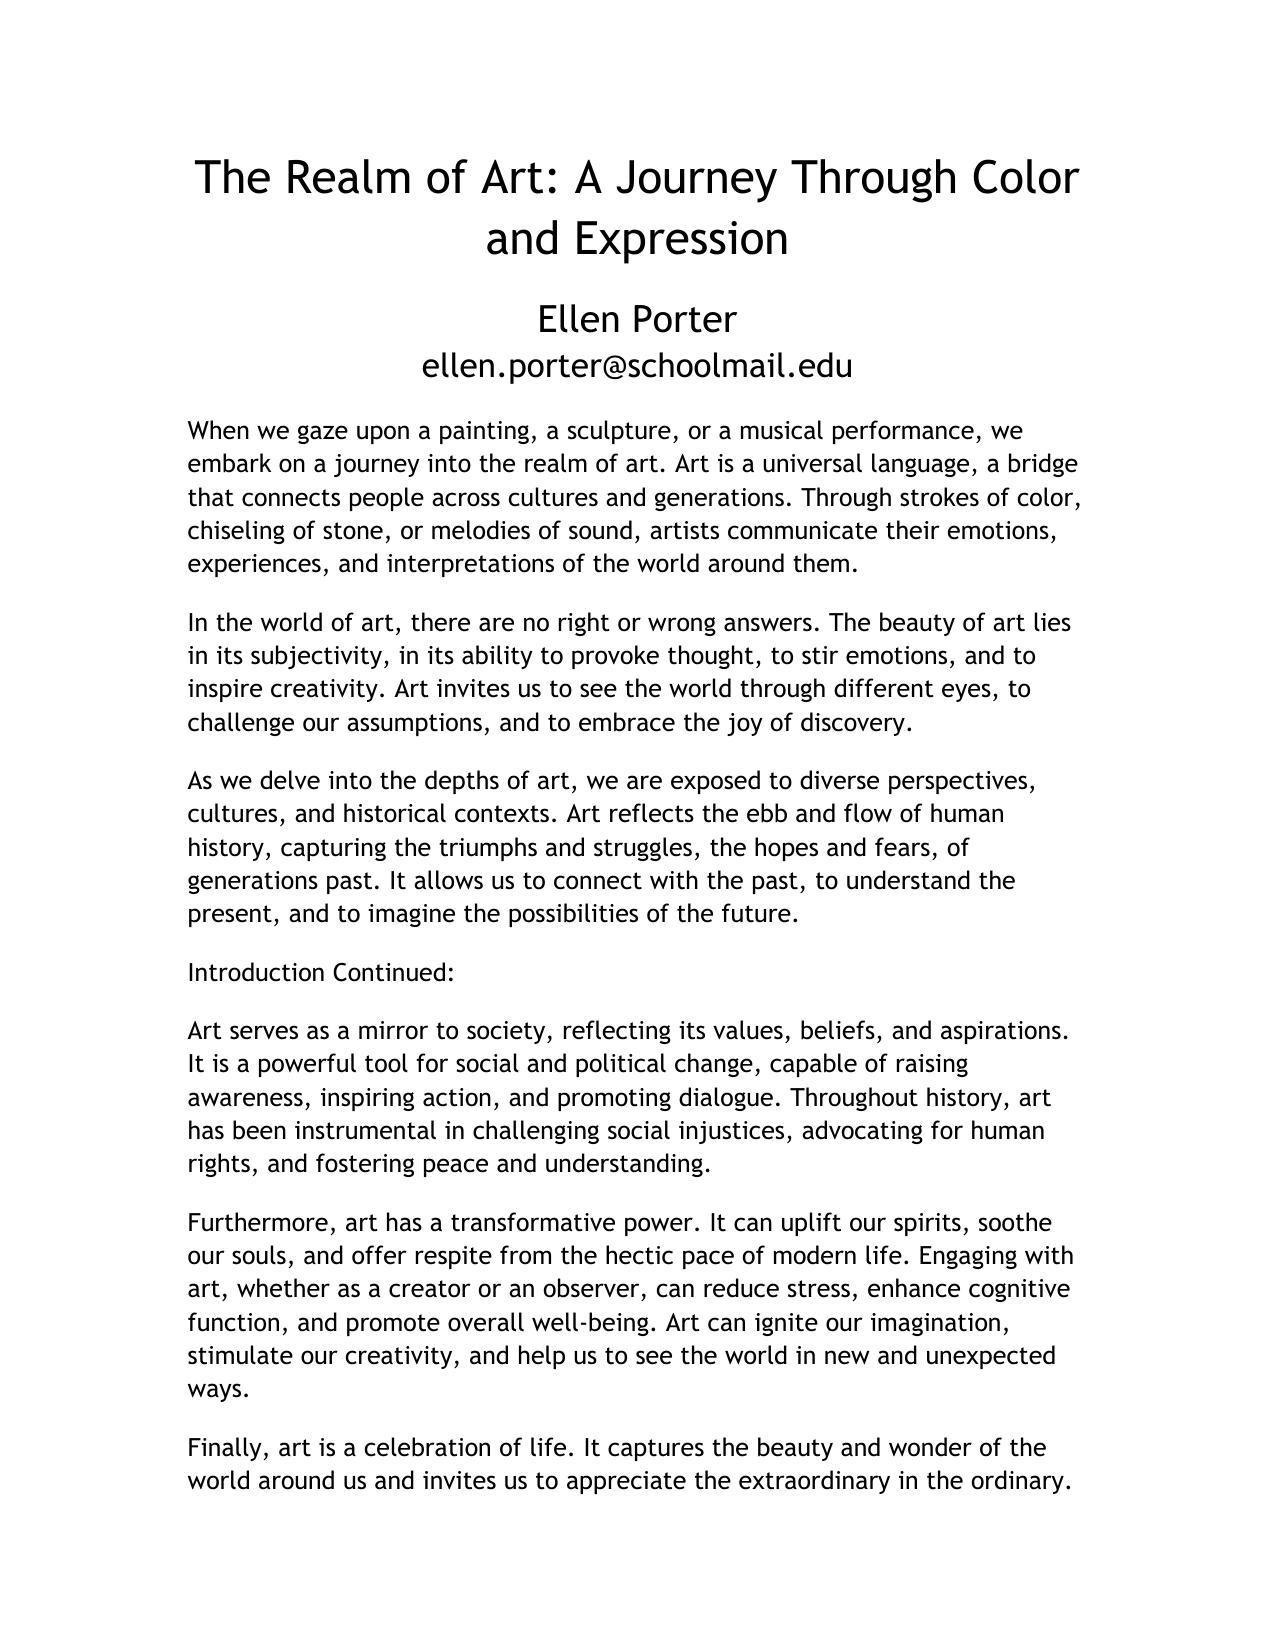 The Realm of Art: A Journey Through Color
and Expression
Ellen Porter
ellen.porter@schoolmail.edu
When we gaze upon a painting, a sculpture, or a musical performance, we
embark on a journey into the realm of art. Art is a universal language, a bridge
that connects people across cultures and generations. Through strokes of color,
chiseling of stone, or melodies of sound, artists communicate their emotions,
experiences, and interpretations of the world around them.
In the world of art, there are no right or wrong answers. The beauty of art lies
in its subjectivity, in its ability to provoke thought, to stir emotions, and to
inspire creativity. Art invites us to see the world through different eyes, to
challenge our assumptions, and to embrace the joy of discovery.
As we delve into the depths of art, we are exposed to diverse perspectives,
cultures, and historical contexts. Art reflects the ebb and flow of human
history, capturing the triumphs and struggles, the hopes and fears, of
generations past. It allows us to connect with the past, to understand the
present, and to imagine the possibilities of the future.
Introduction Continued:
Art serves as a mirror to society, reflecting its values, beliefs, and aspirations.
It is a powerful tool for social and political change, capable of raising
awareness, inspiring action, and promoting dialogue. Throughout history, art
has been instrumental in challenging social injustices, advocating for human
rights, and fostering peace and understanding.
Furthermore, art has a transformative power. It can uplift our spirits, soothe
our souls, and offer respite from the hectic pace of modern life. Engaging with
art, whether as a creator or an observer, can reduce stress, enhance cognitive
function, and promote overall well-being. Art can ignite our imagination,
stimulate our creativity, and help us to see the world in new and unexpected
ways.
Finally, art is a celebration of life. It captures the beauty and wonder of the
world around us and invites us to appreciate the extraordinary in the ordinary.